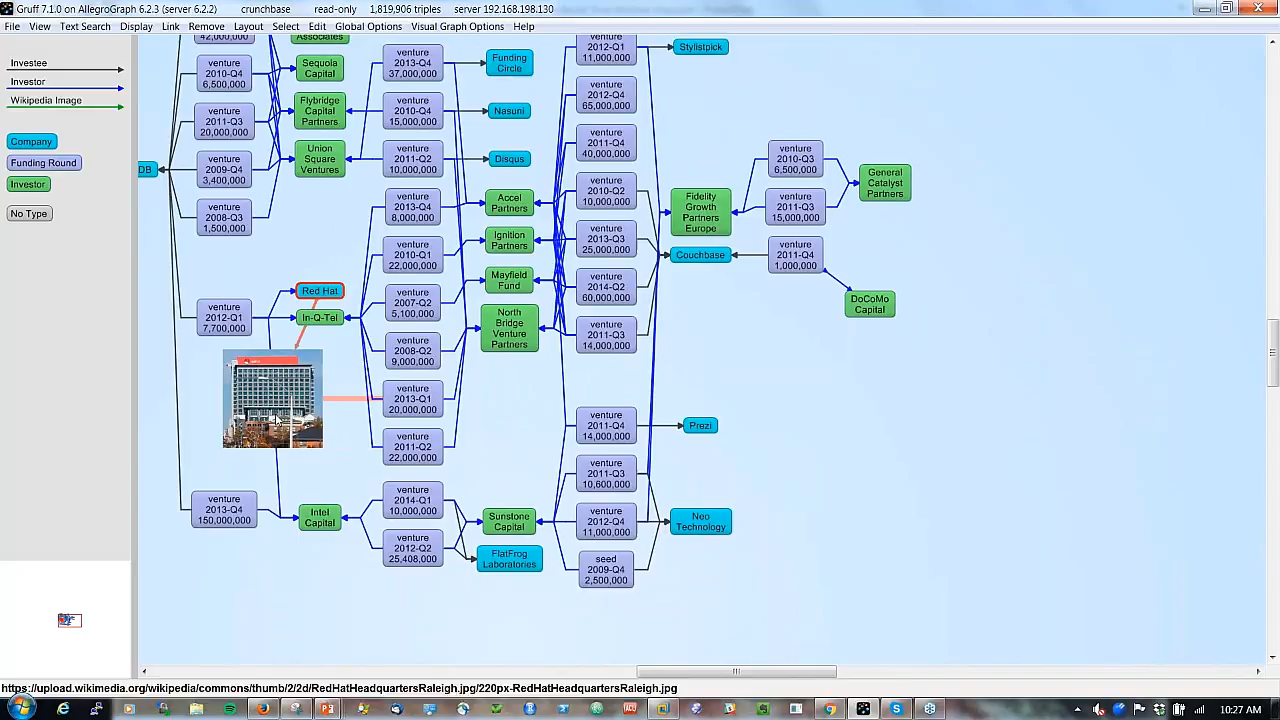 Gruff 7.1.0 on AllegroGraph 6.2.3 (server 6.2.2) crunchbase read-only 1,819,906 triples server 192.168.198.130
File View Text Search Display Link Remove Layout Select Edit Global Options Visual Graph Options Help
Investee
Investor
Wikipedia Image
Company
Funding Round
Investor
No Type
DB
42,000,000
venture
2010-Q4
6,500,000
venture
2011-Q3
20,000,000
venture
2009-Q4
3,400,000
venture
2008-Q3
1,500,000
venture
2012-Q1
7,700,000
venture
2013-Q4
150,000,000
Associates
Sequoia
Capital
Flybridge
Capital
Partners
Union
Square
Ventures
Red Hat
In-Q-Tel
Intel
Capital
venture
2013-Q4
37,000,000
venture
2010-Q4
15,000,000
venture
2011-Q2
10,000,000
venture
2013-Q4
8,000,000
venture
2010-Q1
22,000,000
venture
2007-Q2
5,100,000
venture
2008-Q2
9,000,000
venture
2013-Q1
20,000,000
venture
2011-Q2
22,000,000
venture
2014-Q1
10,000,000
venture
2012-Q2
25,408,000
Funding
Circle
Nasuni
Disqus
Accel
Partners
Ignition
Partners
Mayfield
Fund
North
Bridge
Venture
Partners
Sunstone
Capital
FlatFrog
Laboratories
venture
2012-Q1
11,000,000
venture
2012-Q4
65,000,000
venture
2011-Q4
40,000,000
venture
2010-Q2
10,000,000
venture
2013-Q3
25,000,000
venture
2014-Q2
60,000,000
venture
2011-Q3
14,000,000
venture
2011-Q4
14,000,000
venture
2011-Q3
10,600,000
venture
2012-Q4
11,000,000
seed
2009-Q4
2,500,000
Stylistpick
Fidelity
Growth
Partners
Europe
Couchbase
Prezi
Neo
Technology
venture
2010-Q3
6,500,000
venture
2011-Q3
15,000,000
venture
2011-Q4
1,000,000
General
Catalyst
Partners
DoCoMo
Capital
https://upload.wikimedia.org/wikipedia/commons/thumb/2/2d/RedHatHeadquartersRaleigh.jpg/220px-RedHatHeadquartersRaleigh.jpg
10:27 AM